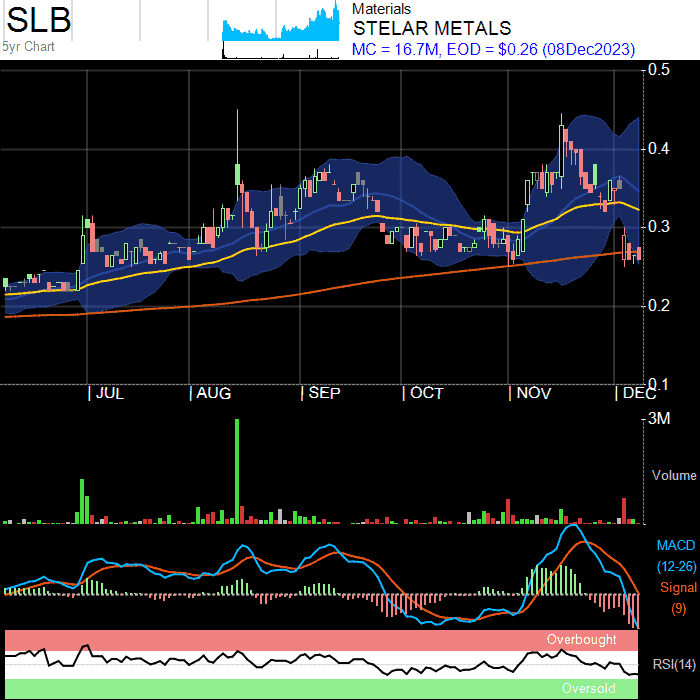 SLB
5yr Chart
Materials
STELAR METALS
MC = 16.7M, EOD = $0.26 (08Dec2023)
0.5
0.4
0.3
0.2
0.1
JUL AUG SEP OCT NOV DEC
3M
Volume
MACD
(12-26)
Signal
(9)
Overbought
RSI(14)
Oversold